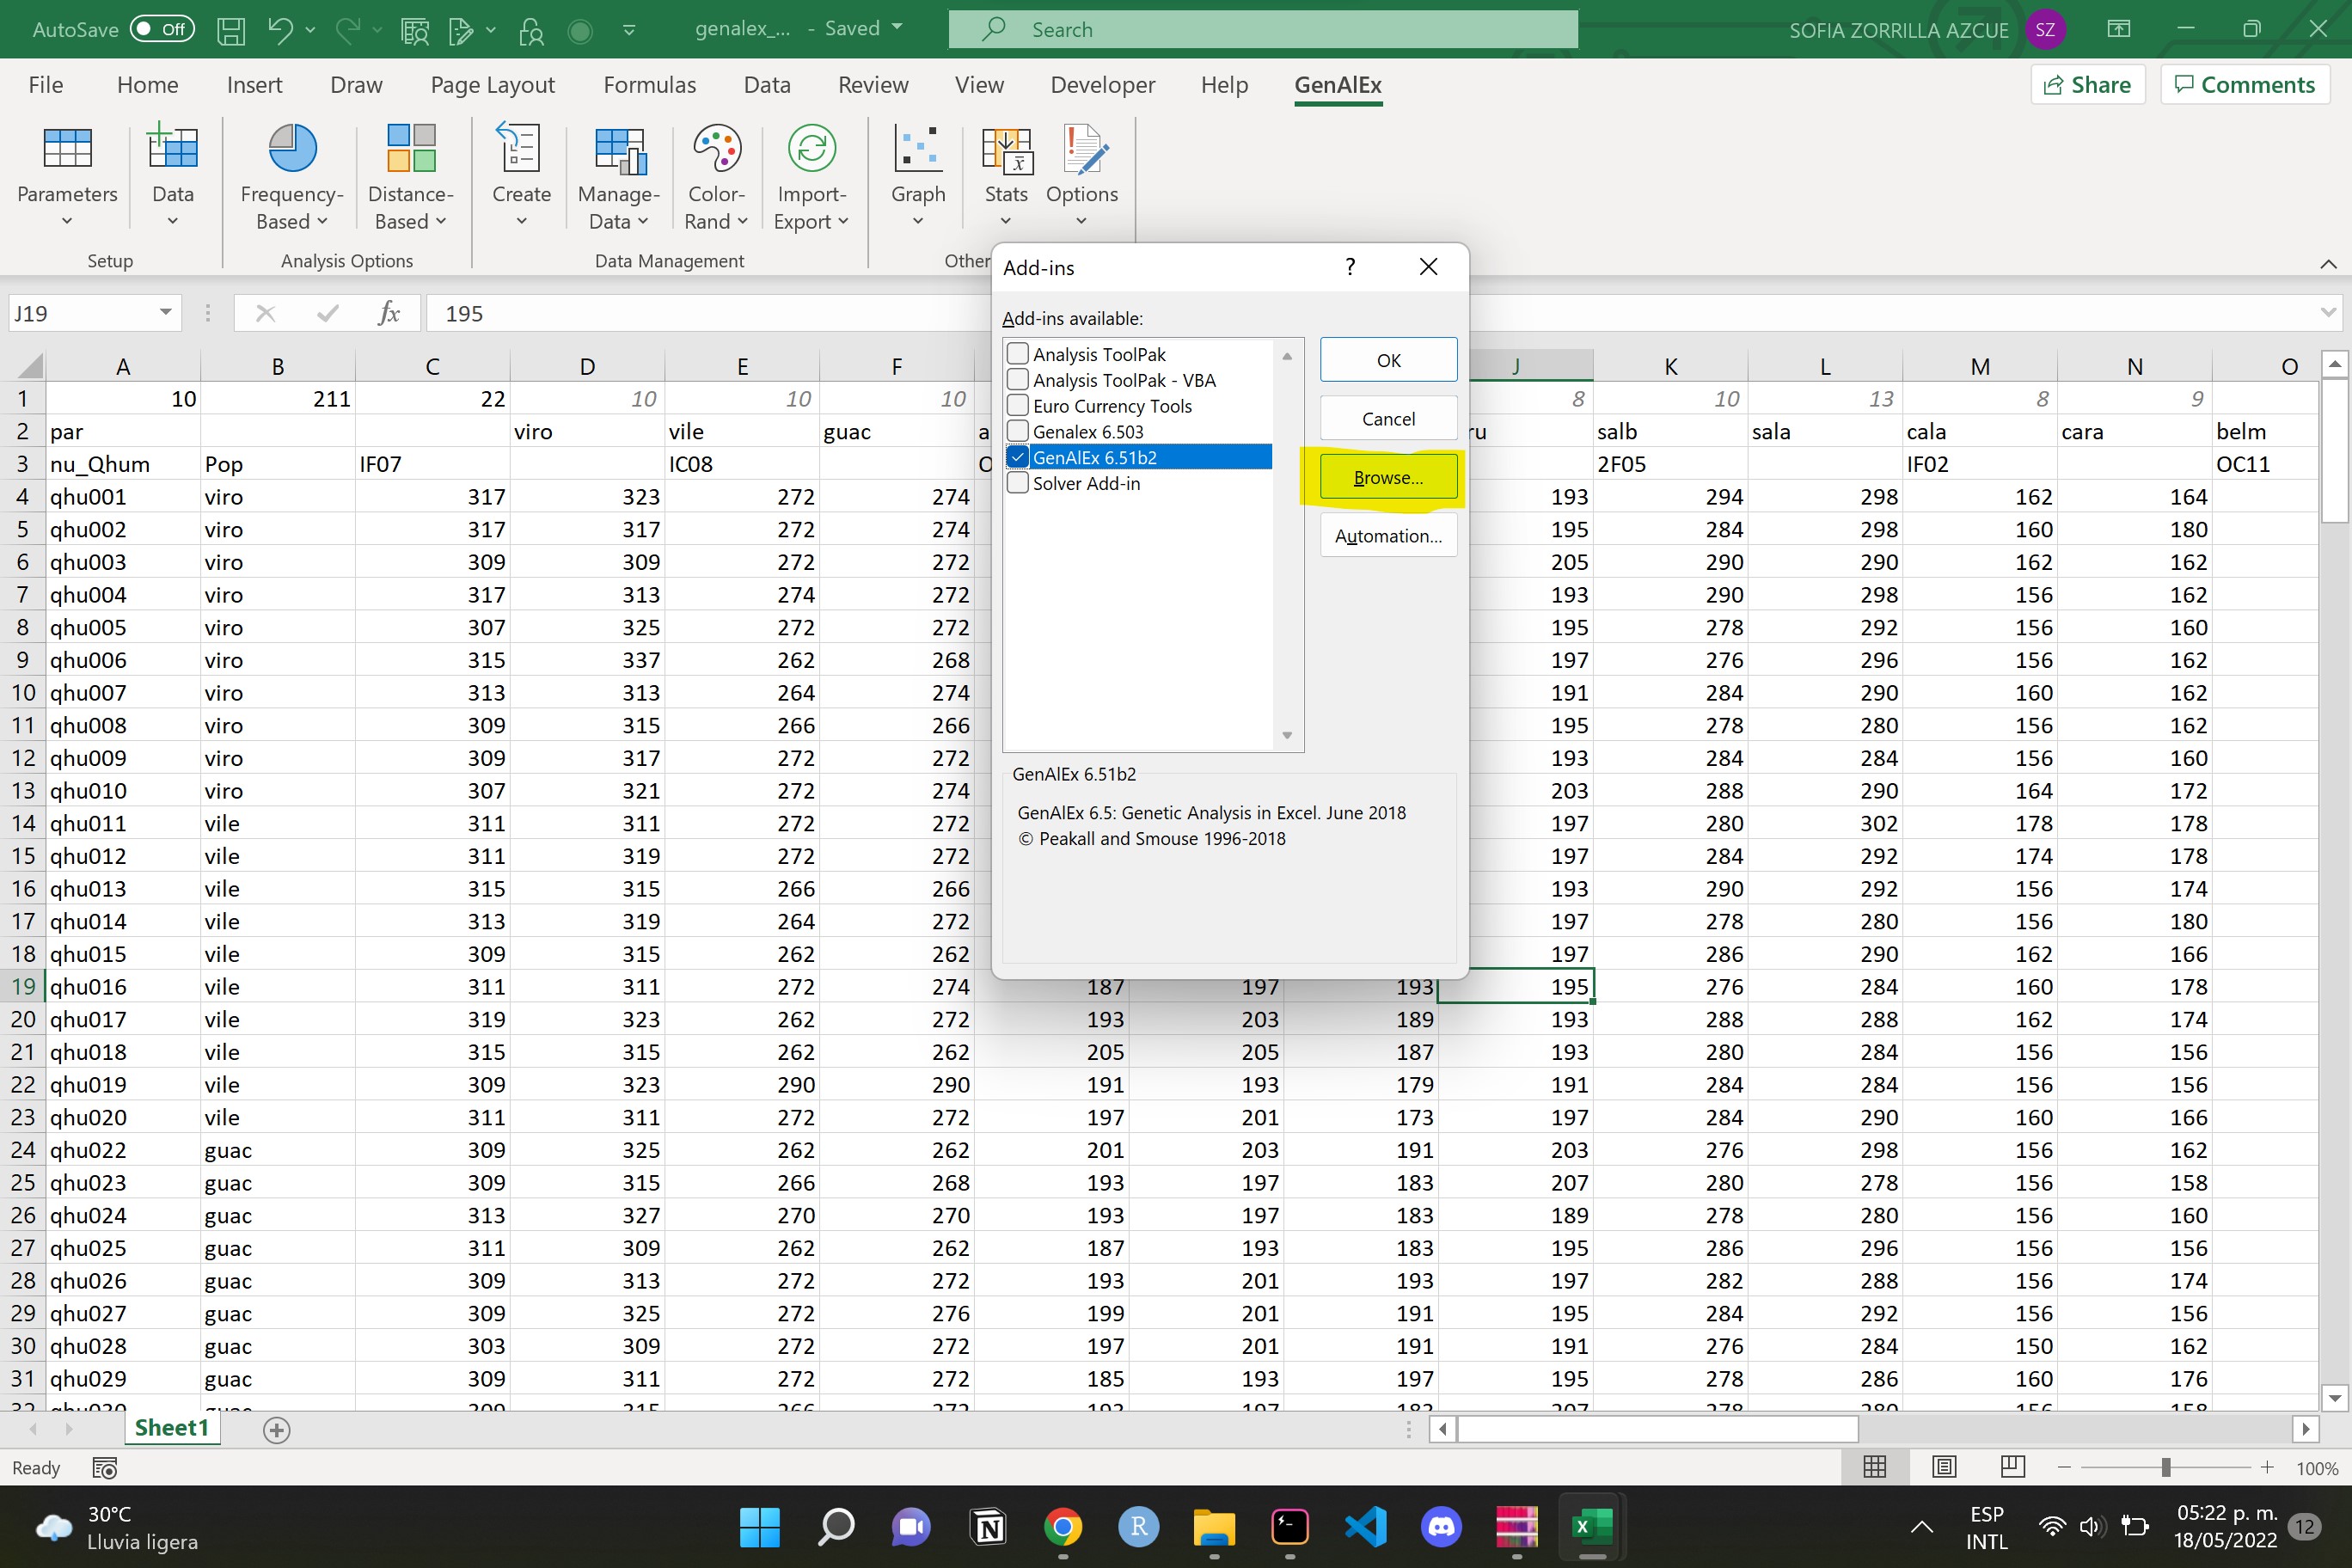 AutoSave Off genalex_... - Saved Search SOFIA ZORRILLA AZCUE SZ
File Home Insert Draw Page Layout Formulas Data Review View Developer Help GenAlEx Share Comments
Parameters Data Frequency- Distance- Create Manage- Color- Import- Graph Stats Options
Based Based Data Rand Export
Setup Analysis Options Data Management Other
Add-ins ?
J19 fx 195
Add-ins available:
Analysis ToolPak
Analysis ToolPak - VBA
Euro Currency Tools
Genalex 6.503
GenAlEx 6.51b2
Solver Add-in
OK
Cancel
Browse...
Automation...
GenAlEx 6.51b2
GenAlEx 6.5: Genetic Analysis in Excel. June 2018
© Peakall and Smouse 1996-2018
A B C D E F J K L M N O
1 10 211 22 10 10 10 8 10 13 8 9
2 par viro vile guac a ru salb sala cala cara belm
3 nu_Qhum Pop IF07 IC08 O 2F05 IF02 OC11
4 qhu001 viro 317 323 272 274 193 294 298 162 164
5 qhu002 viro 317 317 272 274 195 284 298 160 180
6 qhu003 viro 309 309 272 272 205 290 290 162 162
7 qhu004 viro 317 313 274 272 193 290 298 156 162
8 qhu005 viro 307 325 272 272 195 278 292 156 160
9 qhu006 viro 315 337 262 268 197 276 296 156 162
10 qhu007 viro 313 313 264 274 191 284 290 160 162
11 qhu008 viro 309 315 266 266 195 278 280 156 162
12 qhu009 viro 309 317 272 272 193 284 284 156 160
13 qhu010 viro 307 321 272 274 203 288 290 164 172
14 qhu011 vile 311 311 272 272 197 280 302 178 178
15 qhu012 vile 311 319 272 272 197 284 292 174 178
16 qhu013 vile 315 315 266 266 193 290 292 156 174
17 qhu014 vile 313 319 264 272 197 278 280 156 180
18 qhu015 vile 309 315 262 262 197 286 290 162 166
19 qhu016 vile 311 311 272 274 187 197 193 195 276 284 160 178
20 qhu017 vile 319 323 262 272 193 203 189 193 288 288 162 174
21 qhu018 vile 315 315 262 262 205 205 187 193 280 284 156 156
22 qhu019 vile 309 323 290 290 191 193 179 191 284 284 156 156
23 qhu020 vile 311 311 272 272 197 201 173 197 284 290 160 166
24 qhu022 guac 309 325 262 262 201 203 191 203 276 298 156 162
25 qhu023 guac 309 315 266 268 193 197 183 207 280 278 156 158
26 qhu024 guac 313 327 270 270 193 197 183 189 278 280 156 160
27 qhu025 guac 311 309 262 262 187 193 183 195 286 296 156 156
28 qhu026 guac 309 313 272 272 193 201 193 197 282 288 156 174
29 qhu027 guac 309 325 272 276 199 201 191 195 284 292 156 156
30 qhu028 guac 303 309 272 272 197 201 191 191 276 284 150 162
31 qhu029 guac 309 311 272 272 185 193 197 195 278 286 160 176
32 qhu030 guac 309 315 266 272 193 197 183 207 278 280 156 158
Sheet1
Ready 100%
30°C
Lluvia ligera
ESP
INTL
05:22 p. m.
18/05/2022
12